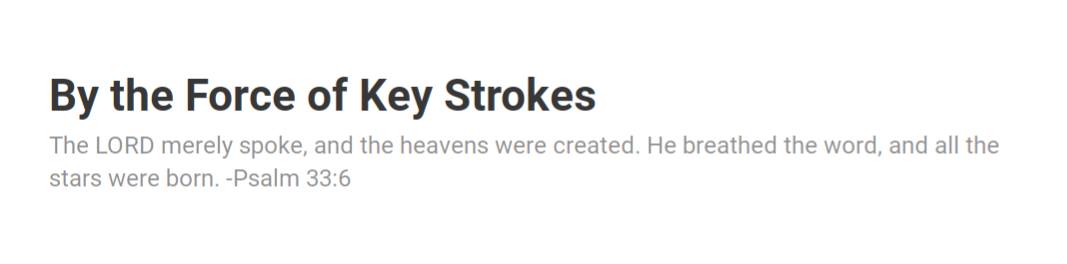 By the Force of Key Strokes
The LORD merely spoke, and the heavens were created. He breathed the word, and all the
stars were born. -Psalm 33:6